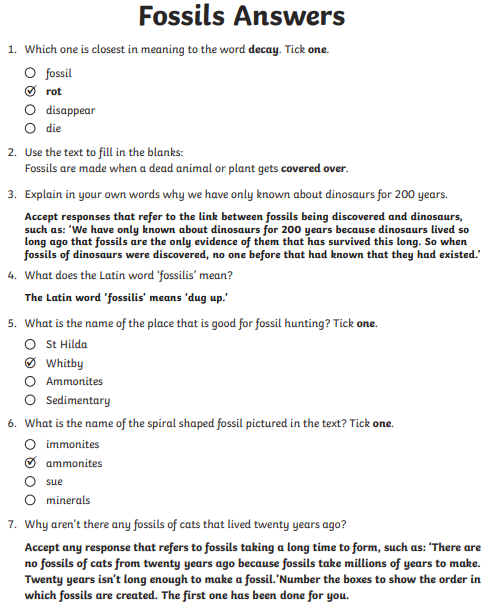 Fossils Answers
1. Which one is closest in meaning to the word decay. Tick one.
fossil
rot
disappear
die
2. Use the text to fill in the blanks:
Fossils are made when a dead animal or plant gets covered over.
3. Explain in your own words why we have only known about dinosaurs for 200 years.
Accept responses that refer to the link between fossils being discovered and dinosaurs,
such as: ‘We have only known about dinosaurs for 200 years because dinosaurs lived so
long ago that fossils are the only evidence of them that has survived this long. So when
fossils of dinosaurs were discovered, no one before that had known that they had existed.’
4. What does the Latin word ‘fossilis’ mean?
The Latin word ‘fossilis’ means ‘dug up.’
5. What is the name of the place that is good for fossil hunting? Tick one.
St Hilda
Whitby
Ammonites
Sedimentary
6. What is the name of the spiral shaped fossil pictured in the text? Tick one.
immonites
ammonites
sue
minerals
7. Why aren’t there any fossils of cats that lived twenty years ago?
Accept any response that refers to fossils taking a long time to form, such as: ‘There are
no fossils of cats from twenty years ago because fossils take millions of years to make.
Twenty years isn’t long enough to make a fossil.’Number the boxes to show the order in
which fossils are created. The first one has been done for you.